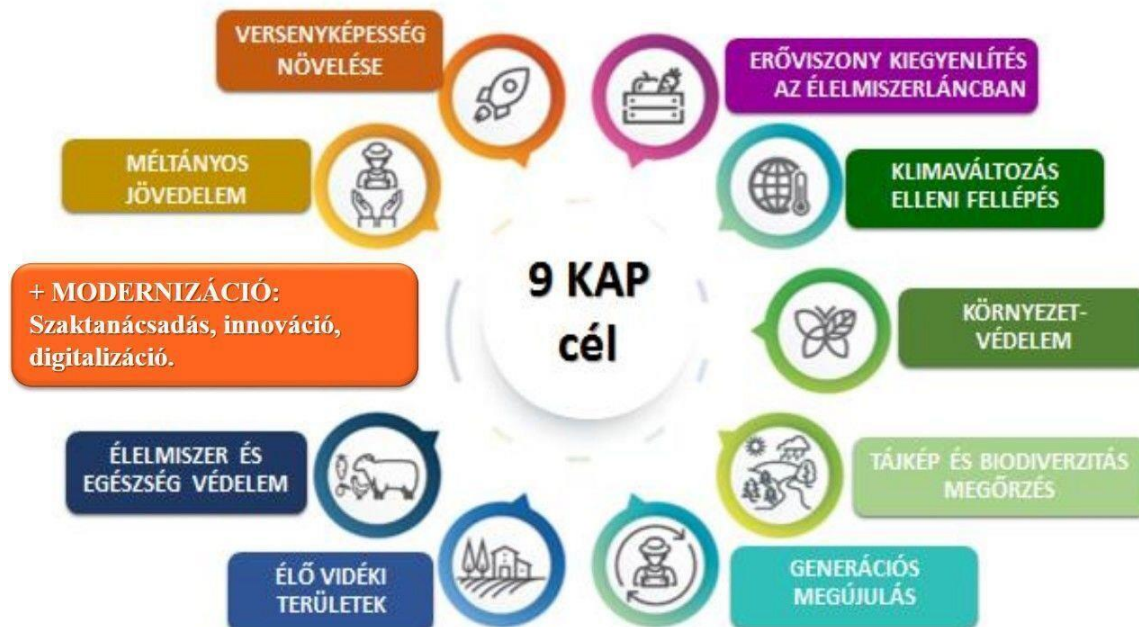 VERSENYKÉPESSÉG
NÖVELÉSE
ERŐVISZONY KIEGYENLÍTÉS
AZ ÉLELMISZERLÁNCBAN
MÉLTÁNYOS
JÖVEDELEM
KLIMAVÁLTOZÁS
ELLENI FELLÉPÉS
+ MODERNIZÁCIÓ:
Szaktanácsadás, innováció,
digitalizáció.
9 KAP
cél
KÖRNYEZET-
VÉDELEM
ÉLELMISZER ÉS
EGÉSZSÉG VÉDELEM
TÁJKÉP ÉS BIODIVERZITÁS
MEGŐRZÉS
ÉLŐ VIDÉKI
TERÜLETEK
GENERÁCIÓS
MEGÚJULÁS